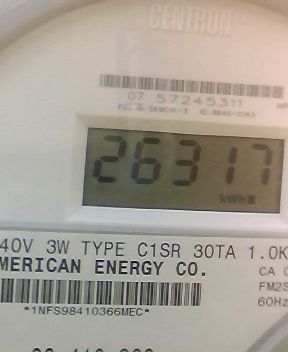 CENTRON
07 57245311
26317
kWh
40V 3W TYPE C1SR 30TA 1.0K
MERICAN ENERGY CO.
CA 0
FM2S
60Hz
*1NFS98410366MEC*